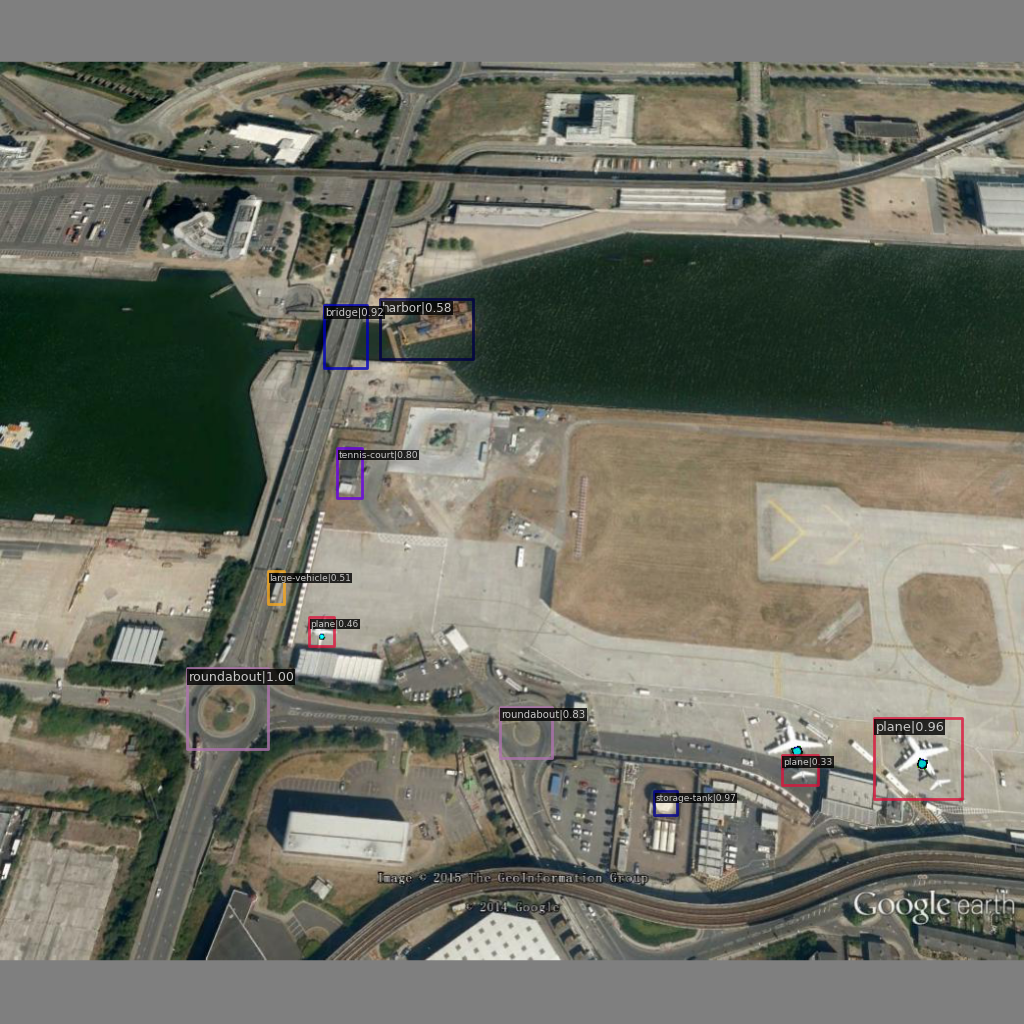 harbor|0.58
bridge|0.92
tennis-court|0.80
large-vehicle|0.51
plane|0.46
roundabout|1.00
roundabout|0.83
plane|0.96
plane|0.33
storage-tank|0.97
Image © 2015 The GeoInformation Group
© 2014 Google
Google earth